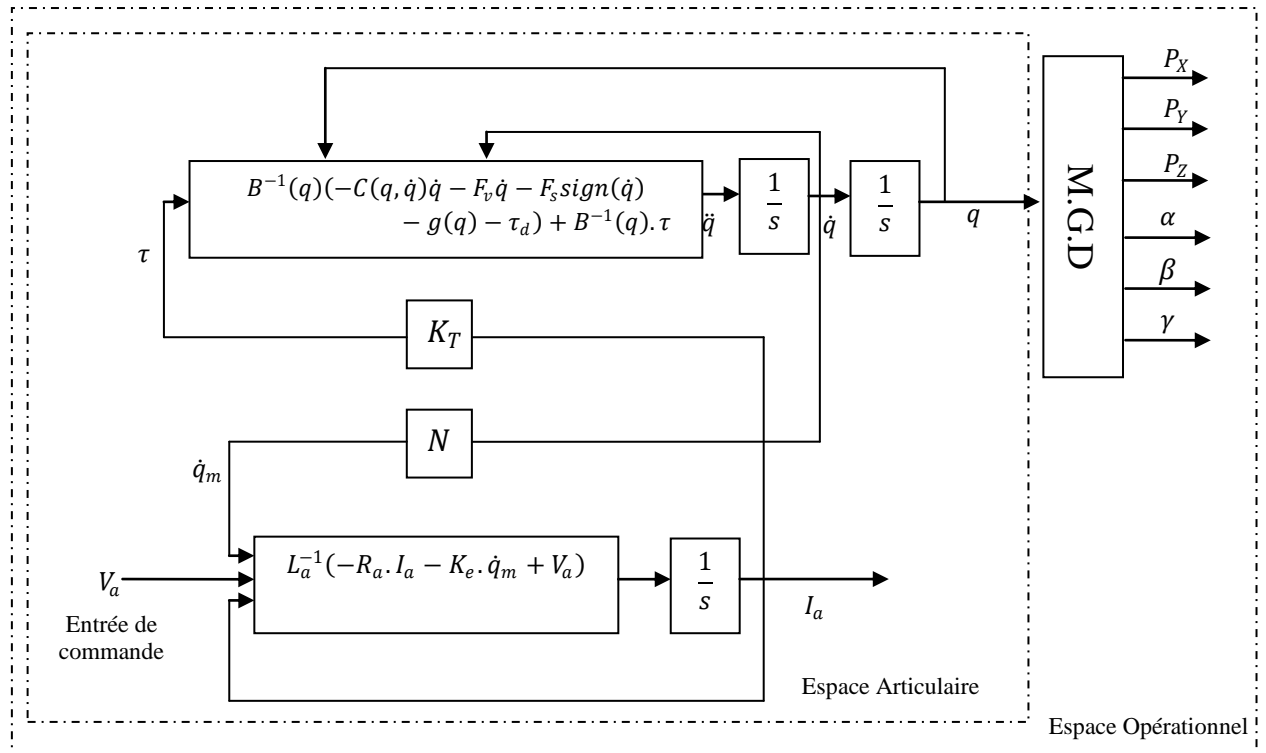 P_X
P_Y
P_Z
α
β
γ
M.G.D
B^{-1}(q)(-C(q, q̇)q̇ - F_v q̇ - F_s sign(q̇)
- g(q) - τ_d) + B^{-1}(q). τ
q̈
1/s
q̇
1/s
q
τ
K_T
N
q̇_m
L_a^{-1}(-R_a. I_a - K_e. q̇_m + V_a)
1/s
V_a
I_a
Entrée de
commande
Espace Articulaire
Espace Opérationnel